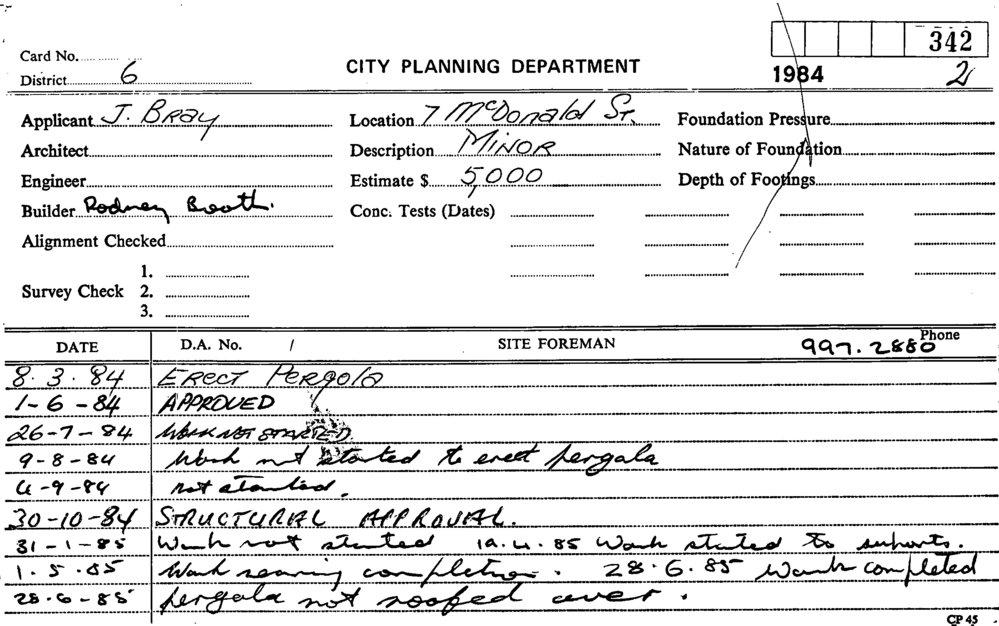 342
Card No.
District 6
CITY PLANNING DEPARTMENT
1984 2
Applicant J. BRAY
Location 7 McDonald ST.
Foundation Pressure
Architect
Description MINOR
Nature of Foundation
Engineer
Estimate $ 5,000
Depth of Footings
Builder Rodney Booth.
Conc. Tests (Dates)
Alignment Checked
Survey Check 1.
2.
3.
DATE D.A. No. / SITE FOREMAN 997.2880 Phone
8.3.84 ERECT PERGOLA
1-6-84 APPROVED
26-7-84 WORK NOT STARTED
9-8-84 Work not started to erect pergala
4-9-84 not started.
30-10-84 STRUCTURAL APPROVAL.
31-1-85 Work not started 19.4.85 Work started to suports.
1.5.85 Work nearing completion. 28.6.85 Work completed
28-6-85 pergala not roofed over.
CP 45